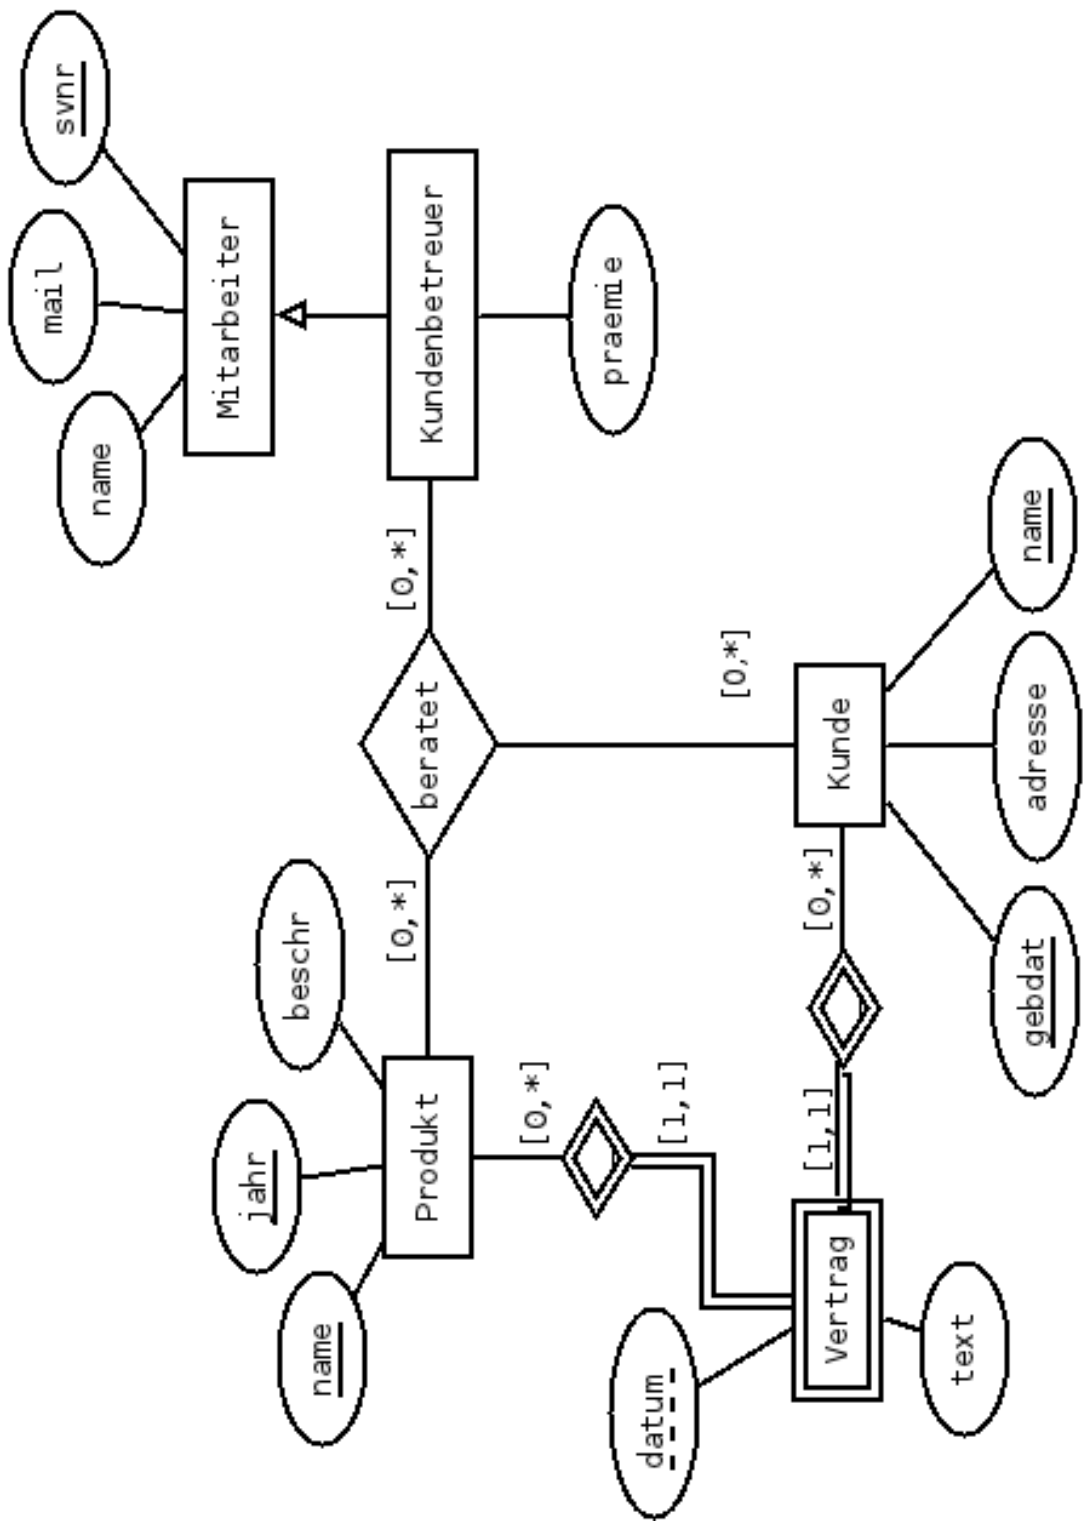 name
jahr
beschr
Produkt
[0,*]
beratet
[0,*]
Kundenbetreuer
name
mail
svnr
Mitarbeiter
praemie
[0,*]
[1,1]
[0,*]
datum
Vertrag
[1,1]
[0,*]
Kunde
text
gebdat
adresse
name